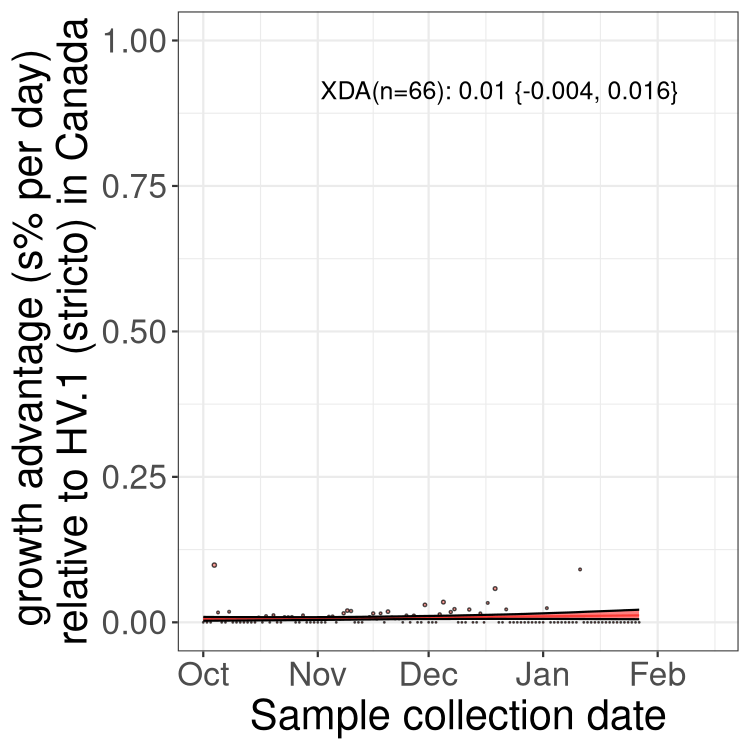 growth advantage (s% per day)
relative to HV.1 (stricto) in Canada
1.00
0.75
0.50
0.25
0.00
XDA(n=66): 0.01 {-0.004, 0.016}
Oct Nov Dec Jan Feb
Sample collection date